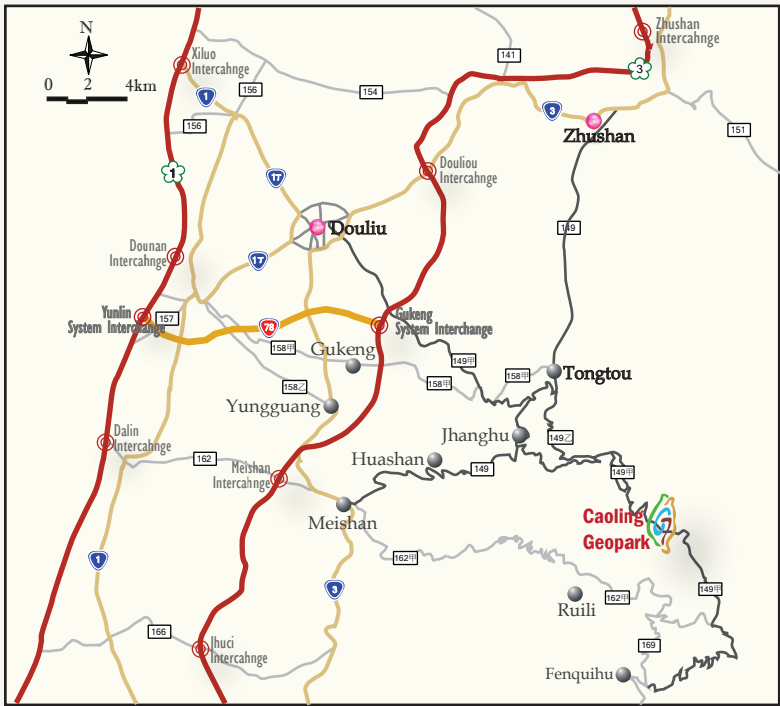 N
0 2 4km
Zhushan
Intercahnge
3
141
Xiluo
Intercahnge
1
156
154
3
Zhushan
151
156
1
1T
Douliou
Intercahnge
Douliu
149
Dounan
Intercahnge
1T
Yunlin
System Interchange
157
78
Gukeng
System Interchange
158甲
Gukeng
149甲
158甲
158甲
Tongtou
158乙
Yungguang
Dalin
Intercahnge
Jhanghu
149乙
162
Huashan
149
149甲
Meishan
Intercahnge
Meishan
Caoling
Geopark
1
162甲
3
149甲
162甲
Ruili
166
Jhuci
Intercahnge
169
Fenquihu